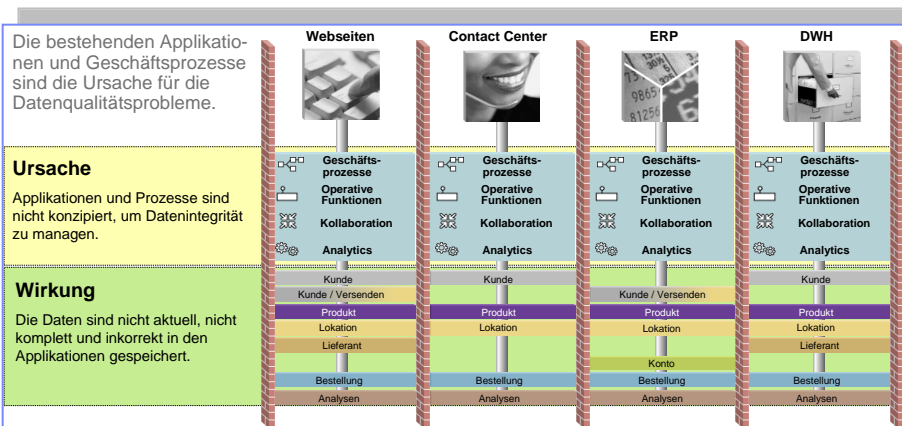 Die bestehenden Applikatio-
nen und Geschäftsprozesse
sind die Ursache für die
Datenqualitätsprobleme.
Webseiten
Contact Center
ERP
DWH
Ursache
Applikationen und Prozesse sind
nicht konzipiert, um Datenintegrität
zu managen.
Geschäfts-
prozesse
Operative
Funktionen
Kollaboration
Analytics
Geschäfts-
prozesse
Operative
Funktionen
Kollaboration
Analytics
Geschäfts-
prozesse
Operative
Funktionen
Kollaboration
Analytics
Geschäfts-
prozesse
Operative
Funktionen
Kollaboration
Analytics
Wirkung
Die Daten sind nicht aktuell, nicht
komplett und inkorrekt in den
Applikationen gespeichert.
Kunde
Kunde / Versenden
Produkt
Lokation
Lieferant
Bestellung
Analysen
Kunde
Produkt
Lokation
Bestellung
Analysen
Kunde / Versenden
Produkt
Lokation
Konto
Bestellung
Analysen
Kunde
Produkt
Lokation
Lieferant
Bestellung
Analysen